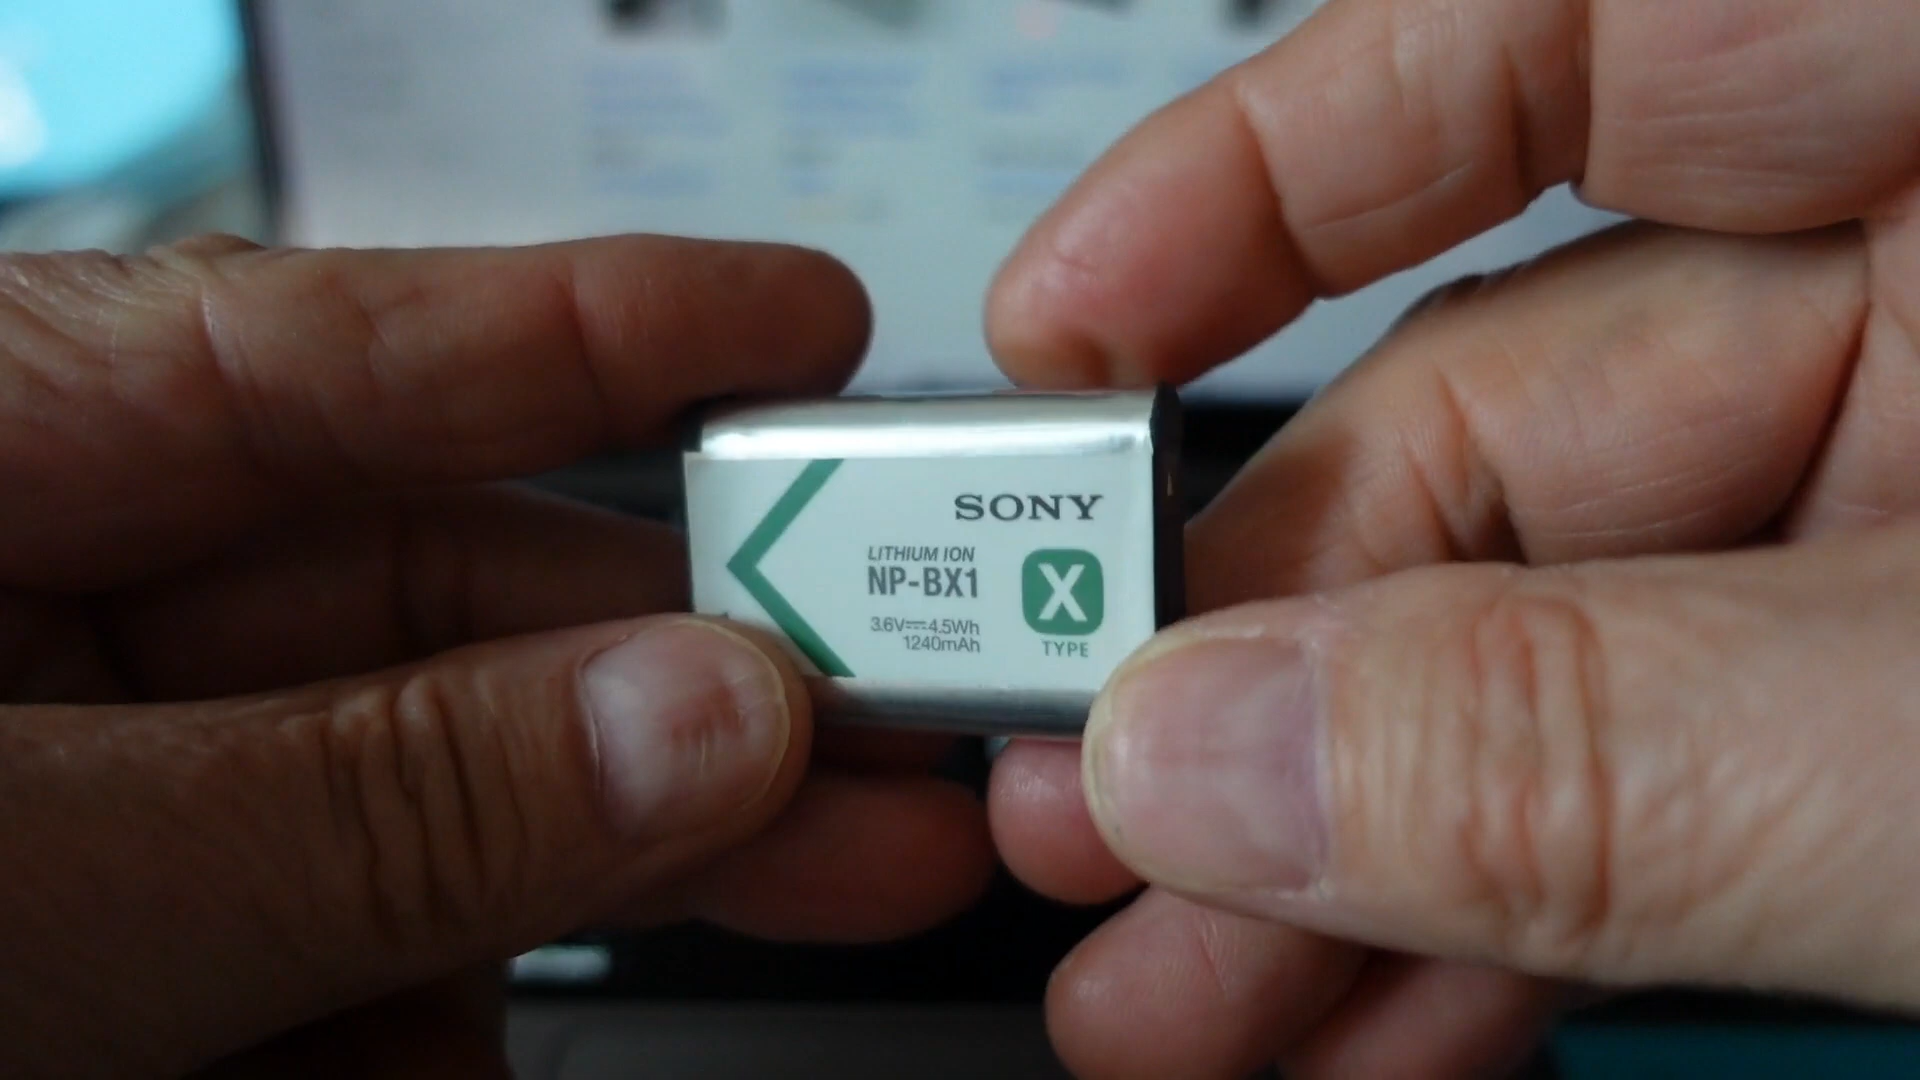 SONY
LITHIUM ION
NP-BX1
X
3.6V⎓4.5Wh
1240mAh
TYPE